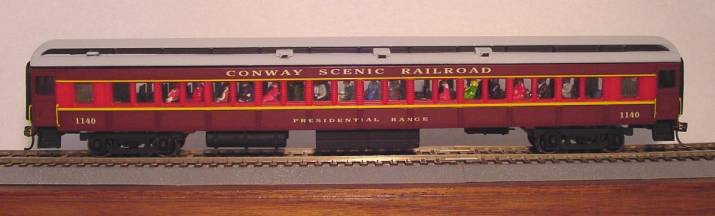 CONWAY SCENIC RAILROAD
1140 1140
PRESIDENTIAL RANGE